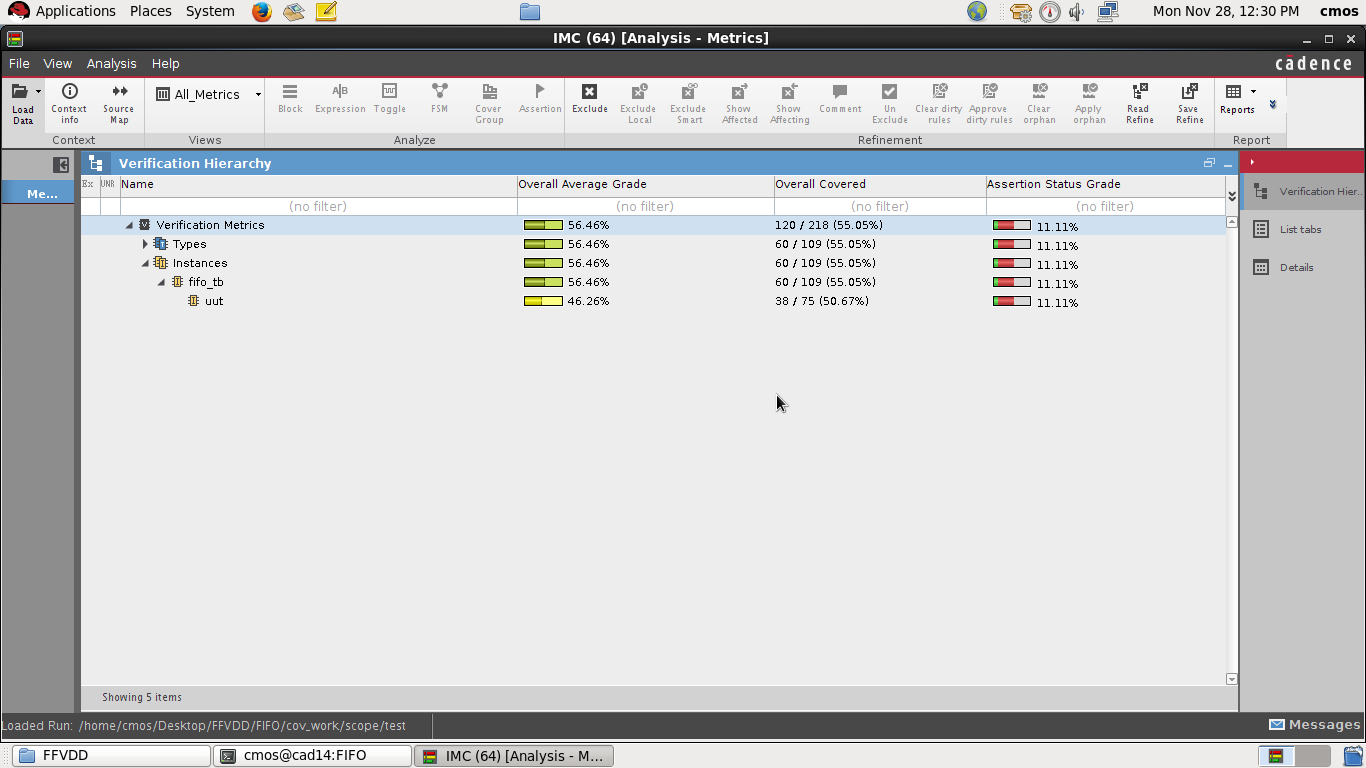 Applications Places System Mon Nov 28, 12:30 PM cmos
IMC (64) [Analysis - Metrics]
File View Analysis Help cādence
Load Data Context info Source Map All_Metrics Block Expression Toggle FSM Cover Group Assertion Exclude Exclude Local Exclude Smart Show Affected Show Affecting Comment Un Exclude Clear dirty rules Approve dirty rules Clear orphan Apply orphan Read Refine Save Refine Reports
Context Views Analyze Refinement Report
Verification Hierarchy
Me...
Ex UNR Name Overall Average Grade Overall Covered Assertion Status Grade
(no filter) (no filter) (no filter) (no filter)
Verification Metrics 56.46% 120 / 218 (55.05%) 11.11%
Types 56.46% 60 / 109 (55.05%) 11.11%
Instances 56.46% 60 / 109 (55.05%) 11.11%
fifo_tb 56.46% 60 / 109 (55.05%) 11.11%
uut 46.26% 38 / 75 (50.67%) 11.11%
Verification Hier...
List tabs
Details
Showing 5 items
Loaded Run: /home/cmos/Desktop/FFVDD/FIFO/cov_work/scope/test Messages
FFVDD cmos@cad14:FIFO IMC (64) [Analysis - M...